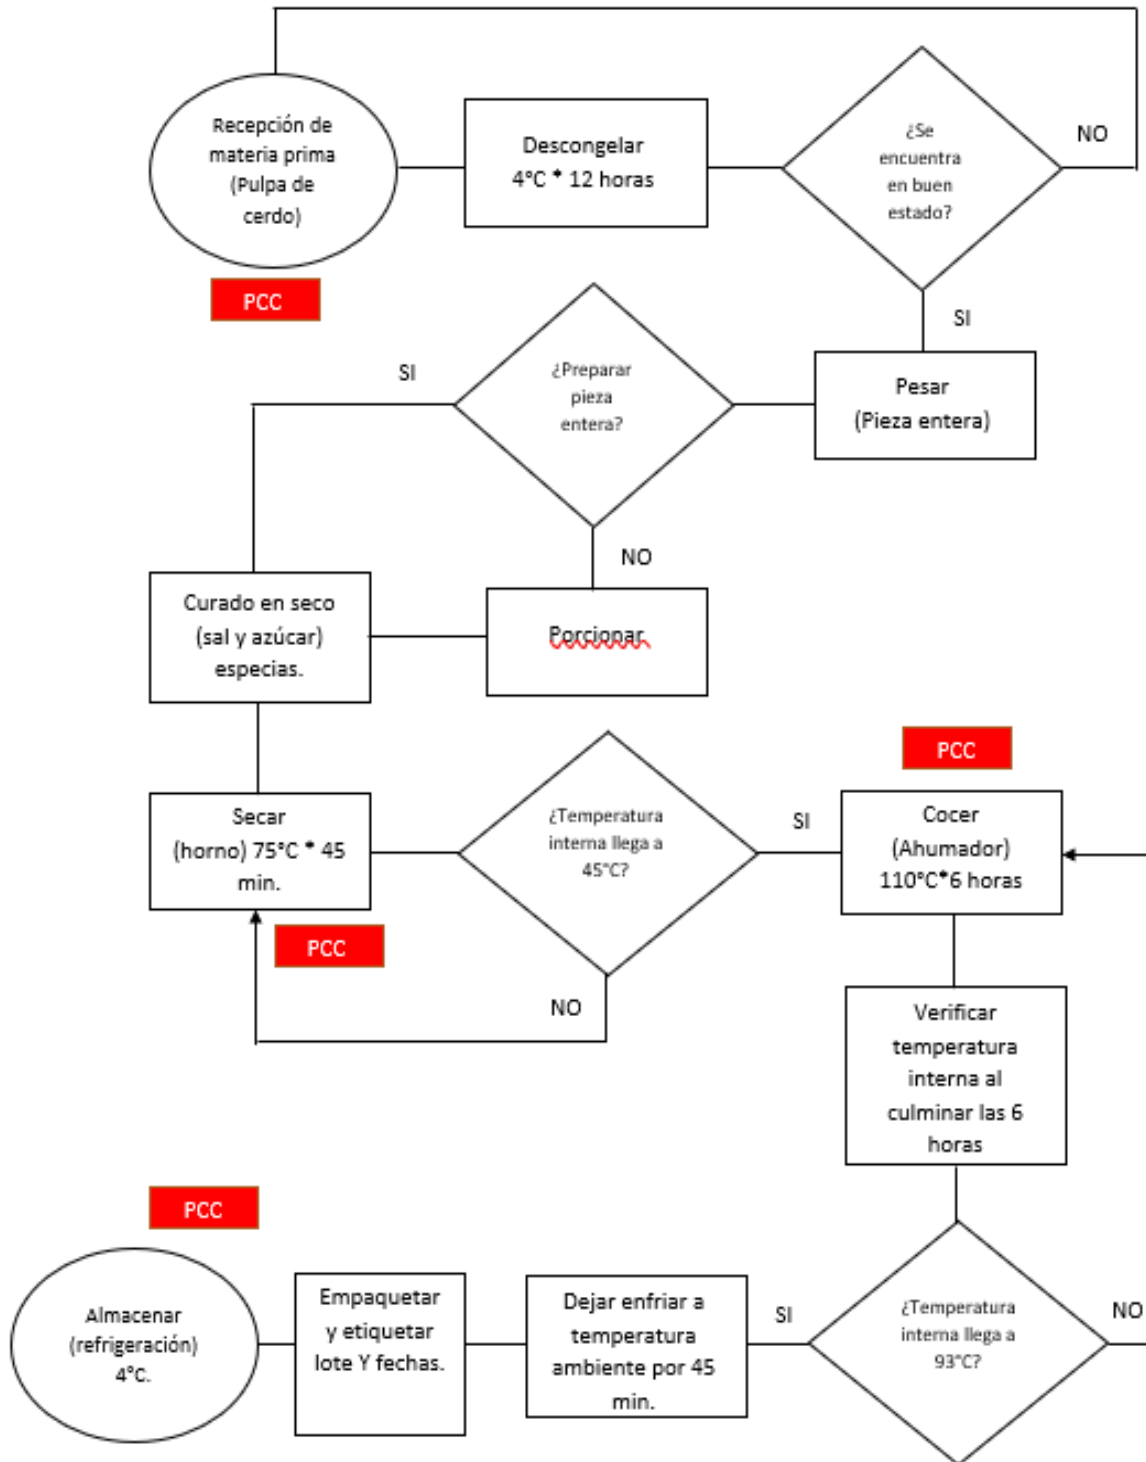 Recepción de
materia prima
(Pulpa de
cerdo)
PCC
Descongelar
4°C * 12 horas
¿Se
encuentra
en buen
estado?
NO
SI
Pesar
(Pieza entera)
¿Preparar
pieza
entera?
SI
NO
Porcionar
Curado en seco
(sal y azúcar)
especias.
Secar
(horno) 75°C * 45
min.
PCC
¿Temperatura
interna llega a
45°C?
NO
SI
PCC
Cocer
(Ahumador)
110°C*6 horas
Verificar
temperatura
interna al
culminar las 6
horas
¿Temperatura
interna llega a
93°C?
NO
SI
Dejar enfriar a
temperatura
ambiente por 45
min.
Empaquetar
y etiquetar
lote Y fechas.
PCC
Almacenar
(refrigeración)
4°C.